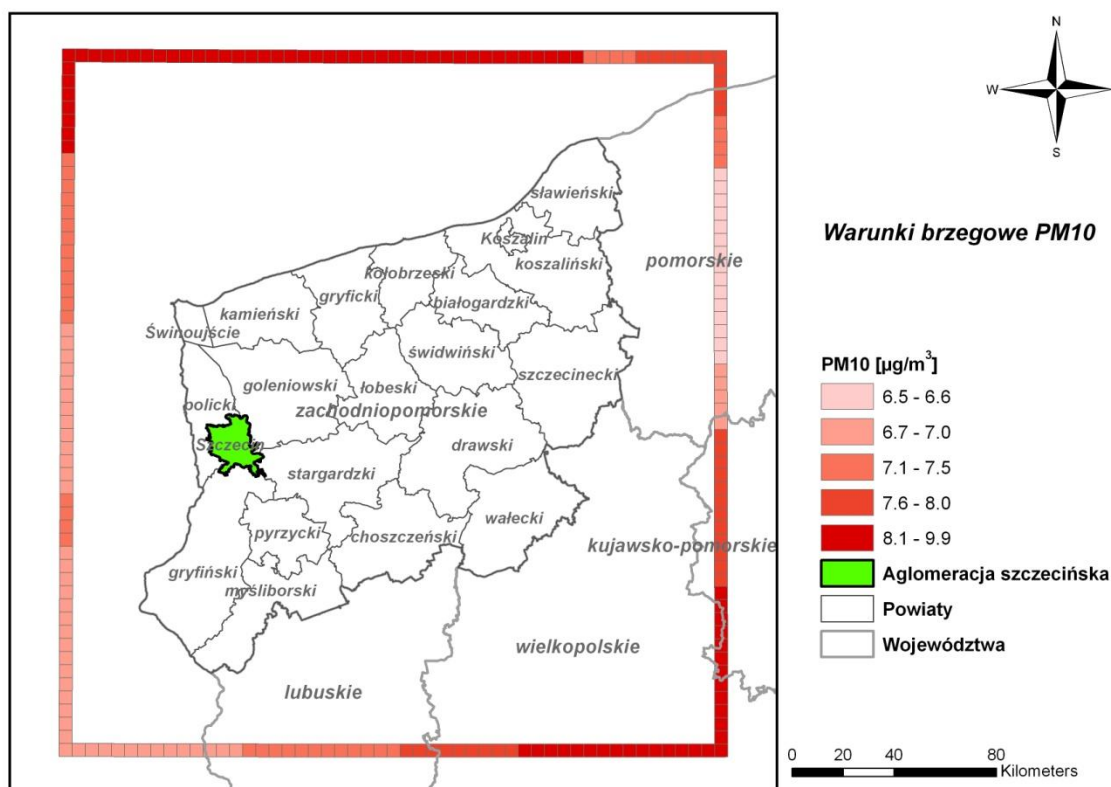 N
W
S
sławieński
Koszalin
Warunki brzegowe PM10
koszaliński
pomorskie
kołobrzeski
gryficki
białogardzki
kamieński
Świnoujście
świdwiński
szczecinecki
goleniowski
łobeski
policki
zachodniopomorskie
Szczecin
drawski
stargardzki
wałecki
pyrzycki
choszczeński
kujawsko-pomorskie
gryfiński
myśliborski
wielkopolskie
lubuskie
PM10 [µg/m³]
6.5 - 6.6
6.7 - 7.0
7.1 - 7.5
7.6 - 8.0
8.1 - 9.9
Aglomeracja szczecińska
Powiaty
Województwa
0 20 40 80
Kilometers